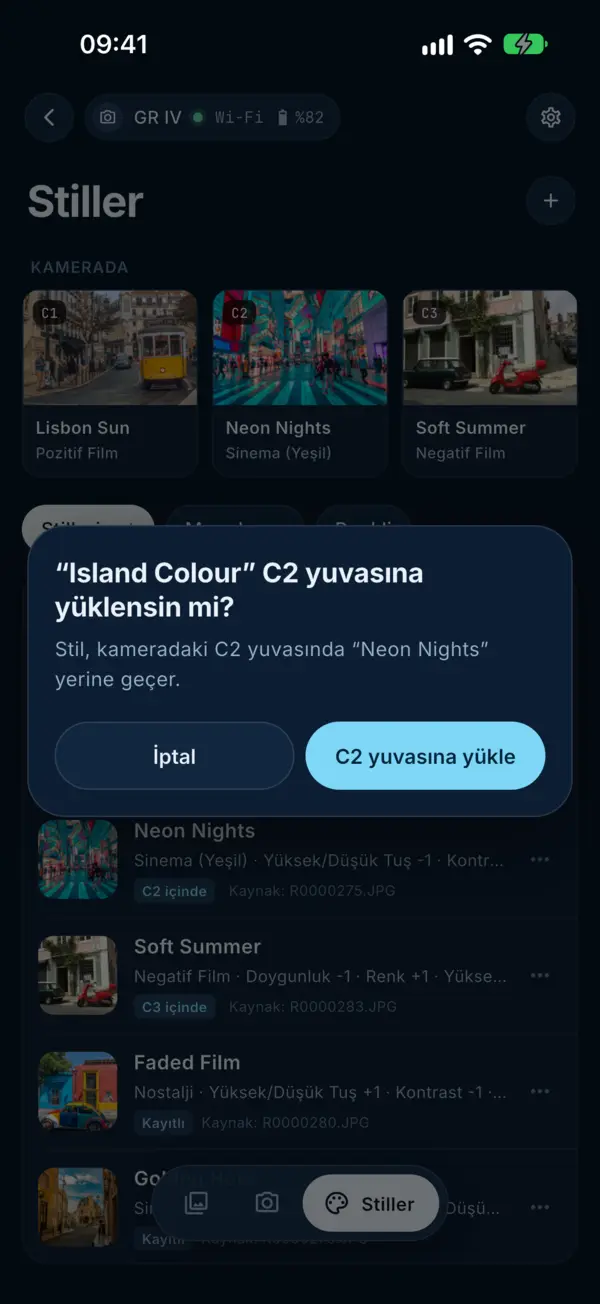 09:41
GR IV Wi-Fi %82
Stiller
KAMERADA
C1
C2
C3
Lisbon Sun
Neon Nights
Soft Summer
Pozitif Film
Sinema (Yeşil)
Negatif Film
“Island Colour” C2 yuvasına
yüklensin mi?
Stil, kameradaki C2 yuvasında “Neon Nights”
yerine geçer.
İptal
C2 yuvasına yükle
Neon Nights
Sinema (Yeşil) · Yüksek/Düşük Tuş -1 · Kontr...
C2 içinde Kaynak: R0000275.JPG
Soft Summer
Negatif Film · Doygunluk -1 · Renk +1 · Yükse...
C3 içinde Kaynak: R0000283.JPG
Faded Film
Nostalji · Yüksek/Düşük Tuş +1 · Kontrast -1 ·...
Kayıtlı Kaynak: R0000280.JPG
Stiller
Kayıtlı